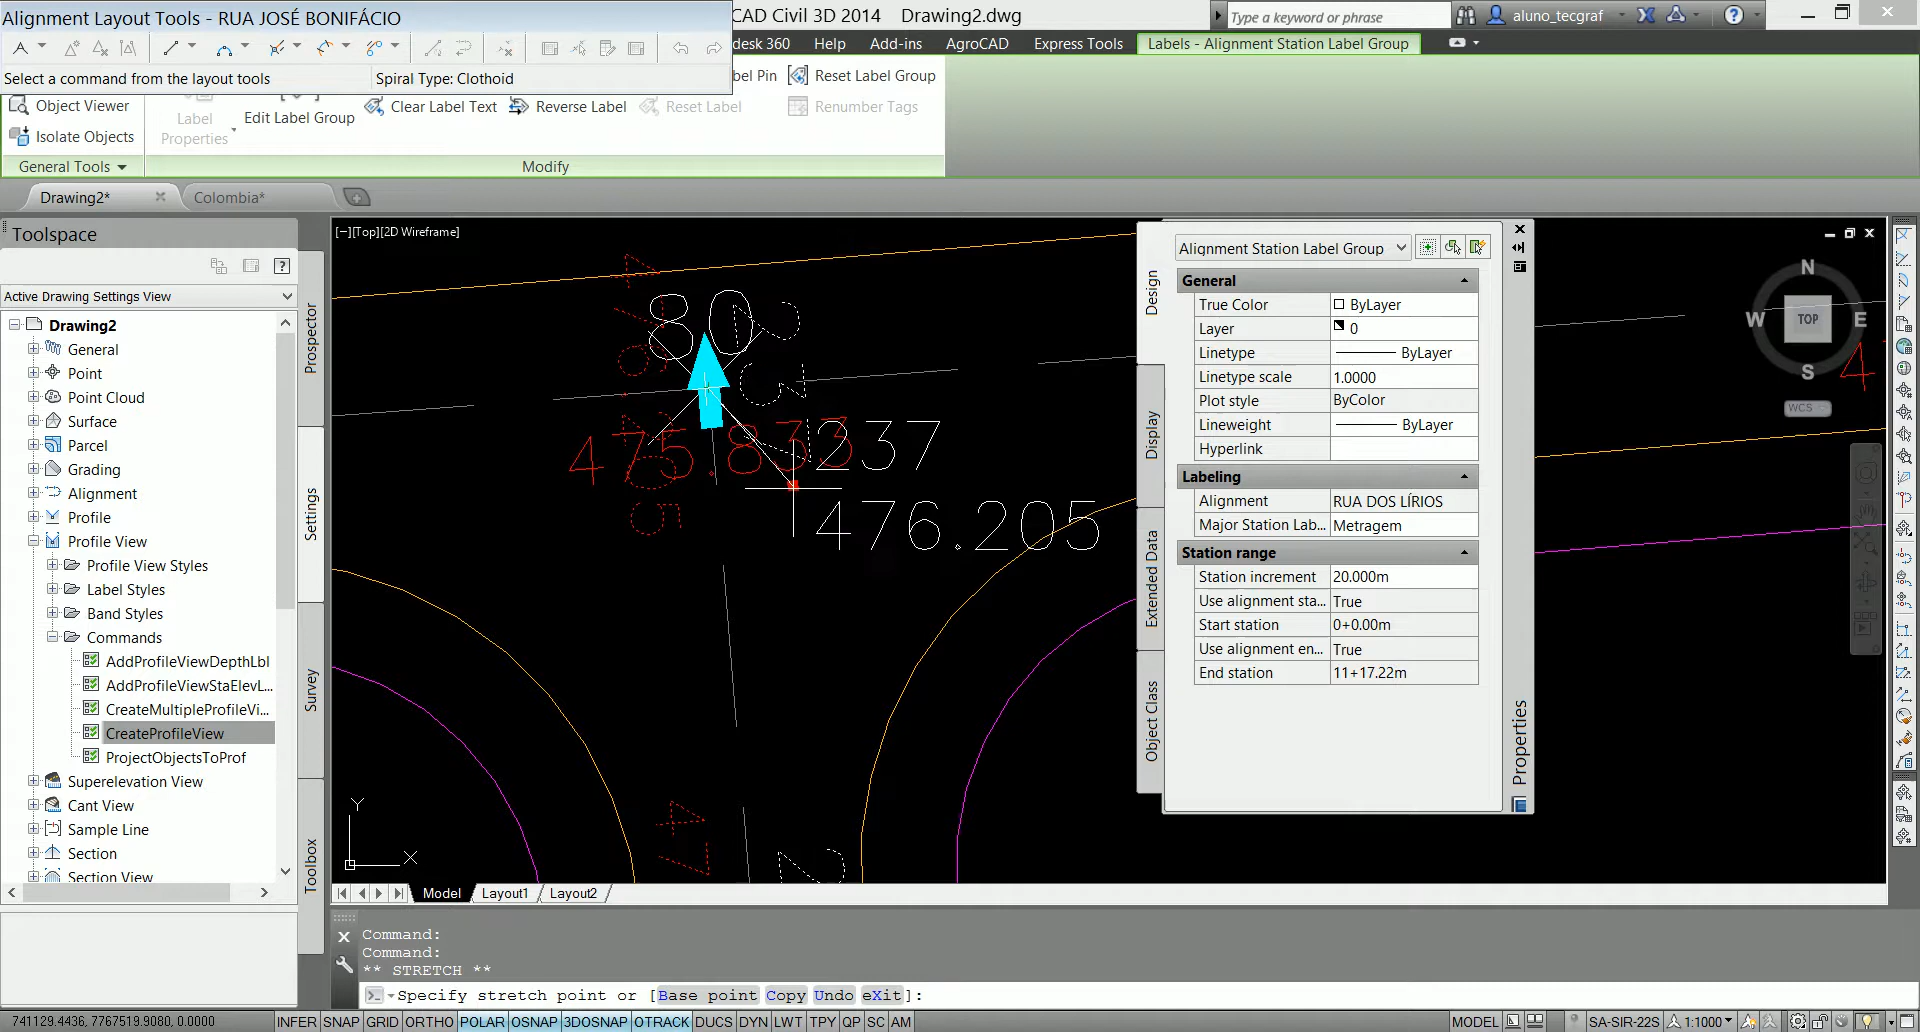 Alignment Layout Tools - RUA JOSÉ BONIFÁCIO
CAD Civil 3D 2014 Drawing2.dwg
Type a keyword or phrase
aluno_tecgraf
desk 360 Help Add-ins AgroCAD Express Tools Labels - Alignment Station Label Group
Select a command from the layout tools
Spiral Type: Clothoid
Object Viewer
Isolate Objects
General Tools
Label
Properties
Edit Label Group
Clear Label Text
Reverse Label
Reset Label
bel Pin
Reset Label Group
Renumber Tags
Modify
Drawing2*
Colombia*
Toolspace
Active Drawing Settings View
Drawing2
General
Point
Point Cloud
Surface
Parcel
Grading
Alignment
Profile
Profile View
Profile View Styles
Label Styles
Band Styles
Commands
AddProfileViewDepthLbl
AddProfileViewStaElevL...
CreateMultipleProfileVi...
CreateProfileView
ProjectObjectsToProf
Superelevation View
Cant View
Sample Line
Section
Section View
Prospector
Settings
Survey
Toolbox
[−][Top][2D Wireframe]
80
475.833
237
476.205
4
Y
X
N
W
TOP
E
S
WCS
Design
Display
Extended Data
Object Class
Alignment Station Label Group
General
True Color ByLayer
Layer 0
Linetype ByLayer
Linetype scale 1.0000
Plot style ByColor
Lineweight ByLayer
Hyperlink
Labeling
Alignment RUA DOS LÍRIOS
Major Station Lab... Metragem
Station range
Station increment 20.000m
Use alignment sta... True
Start station 0+0.00m
Use alignment en... True
End station 11+17.22m
Properties
Model Layout1 Layout2
Command:
Command:
** STRETCH **
Specify stretch point or [Base point Copy Undo eXit]:
741129.4436, 7767519.9080, 0.0000
INFER SNAP GRID ORTHO POLAR OSNAP 3DOSNAP OTRACK DUCS DYN LWT TPY QP SC AM
MODEL
SA-SIR-22S
1:1000